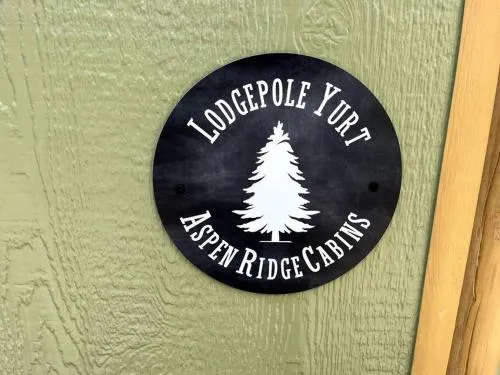 Lodgepole Yurt
Aspen Ridge Cabins